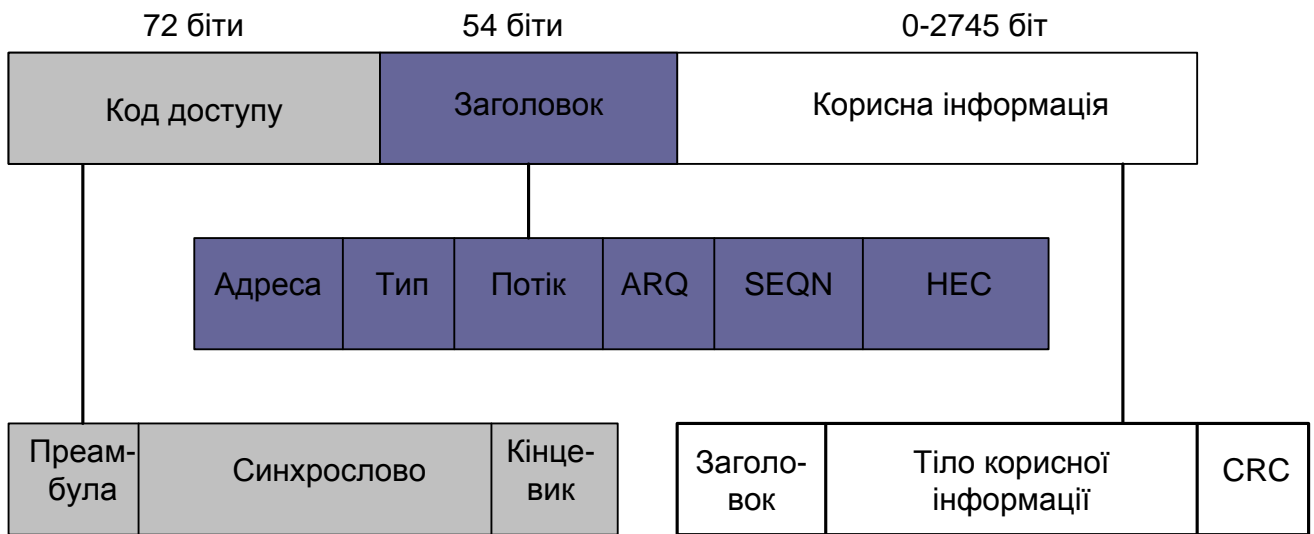 72 біти
54 біти
0-2745 біт
Код доступу
Заголовок
Корисна інформація
Адреса
Тип
Потік
ARQ
SEQN
HEC
Преам-
була
Синхрослово
Кінце-
вик
Заголо-
вок
Тіло корисної
інформації
CRC